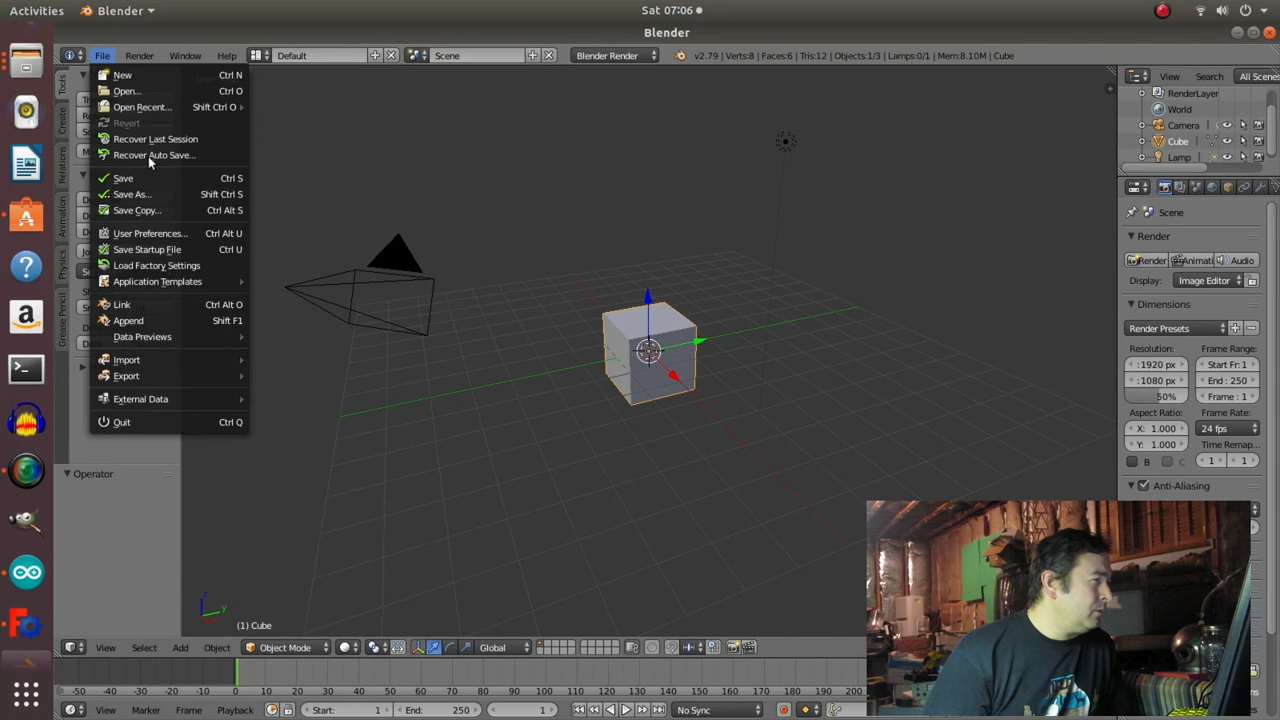 Activities Blender Sat 07:06
Blender
File Render Window Help Default Scene Blender Render v2.79 | Verts:8 | Faces:6 | Tris:12 | Objects:1/3 | Lamps:0/1 | Mem:8.10M | Cube
New Ctrl N
Open... Ctrl O
Open Recent... Shift Ctrl O
Revert
Recover Last Session
Recover Auto Save...
Save Ctrl S
Save As... Shift Ctrl S
Save Copy... Ctrl Alt S
User Preferences... Ctrl Alt U
Save Startup File Ctrl U
Load Factory Settings
Application Templates
Link Ctrl Alt O
Append Shift F1
Data Previews
Import
Export
External Data
Quit Ctrl Q
Tools
Create
Relations
Animation
Physics
Grease Pencil
Operator
z
y
(1) Cube
View Search All Scenes
RenderLayer
World
Camera
Cube
Lamp
Scene
Render
Render Animati Audio
Display: Image Editor
Dimensions
Render Presets
Resolution: Frame Range:
: 1920 px Start Fr: 1
: 1080 px End : 250
50% Frame : 1
Aspect Ratio: Frame Rate:
X: 1.000 24 fps
Y: 1.000 Time Remap...
B C 1 1
Anti-Aliasing
View Select Add Object Object Mode Global
-50 -40 -30 -20 -10 0 10 20 30 40 50 60 70 80 90 100 110 120 130 140 150 160 170 180 190 200
View Marker Frame Playback Start: 1 End: 250 1 No Sync